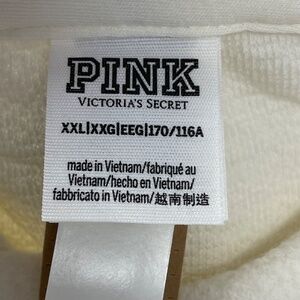 PINK
VICTORIA'S SECRET
XXL|XXG|EEG|170/116A
made in Vietnam/fabriqué au
Vietnam/hecho en Vietnam/
fabbricato in Vietnam/越南制造